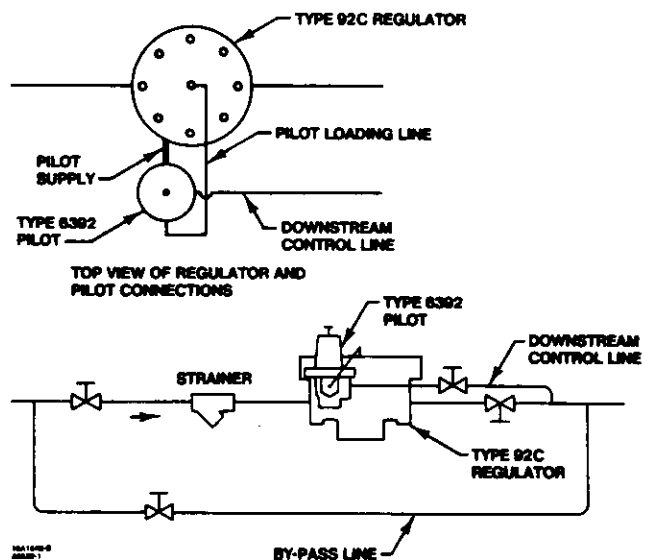 TYPE 92C REGULATOR
PILOT LOADING LINE
PILOT
SUPPLY
TYPE 6392
PILOT
DOWNSTREAM
CONTROL LINE
TOP VIEW OF REGULATOR AND
PILOT CONNECTIONS
TYPE 6392
PILOT
DOWNSTREAM
CONTROL LINE
STRAINER
TYPE 92C
REGULATOR
BY-PASS LINE